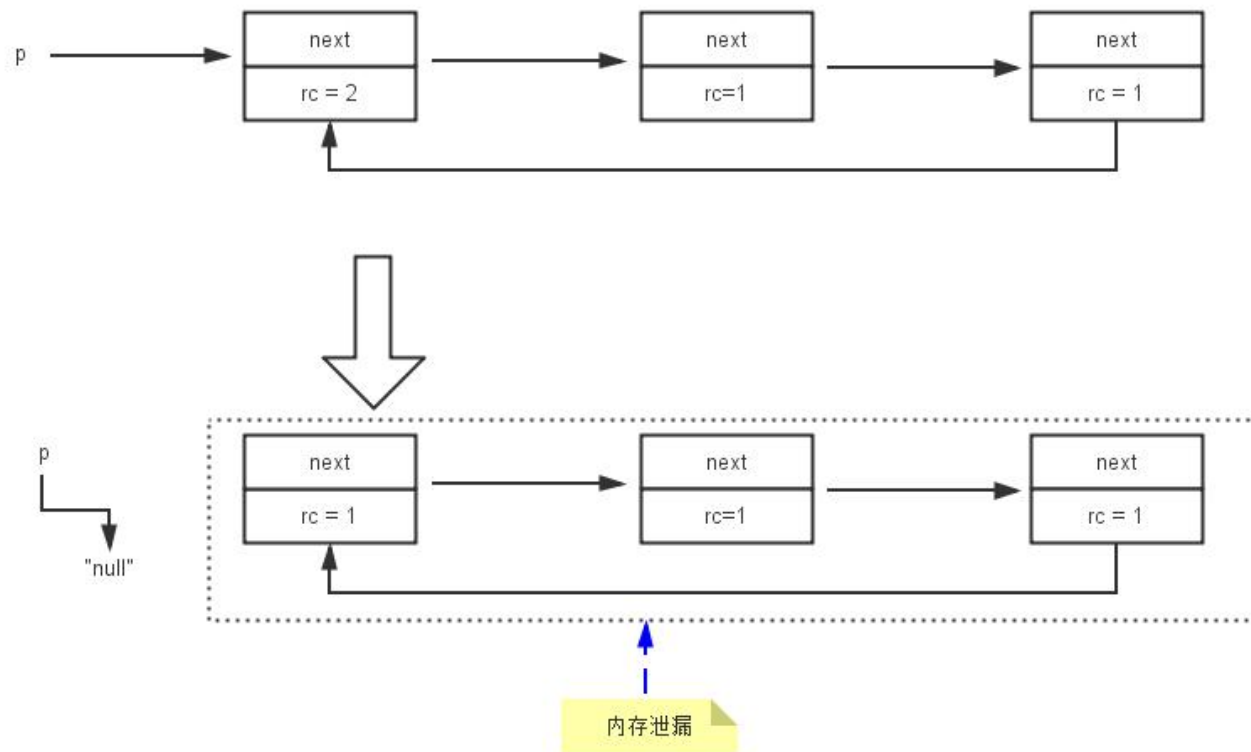 p
next
next
next
rc = 2
rc=1
rc = 1
p
next
next
next
rc = 1
rc=1
rc = 1
"null"
内存泄漏